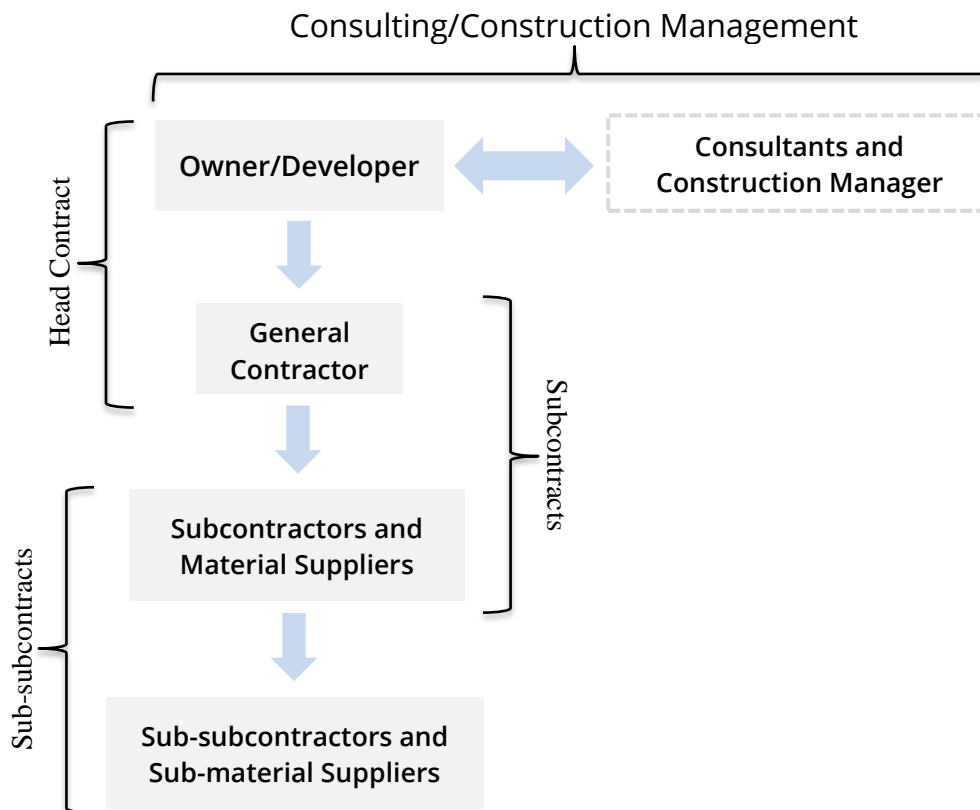 Consulting/Construction Management
Owner/Developer
Consultants and
Construction Manager
Head Contract
General
Contractor
Subcontracts
Subcontractors and
Material Suppliers
Sub-subcontracts
Sub-subcontractors and
Sub-material Suppliers